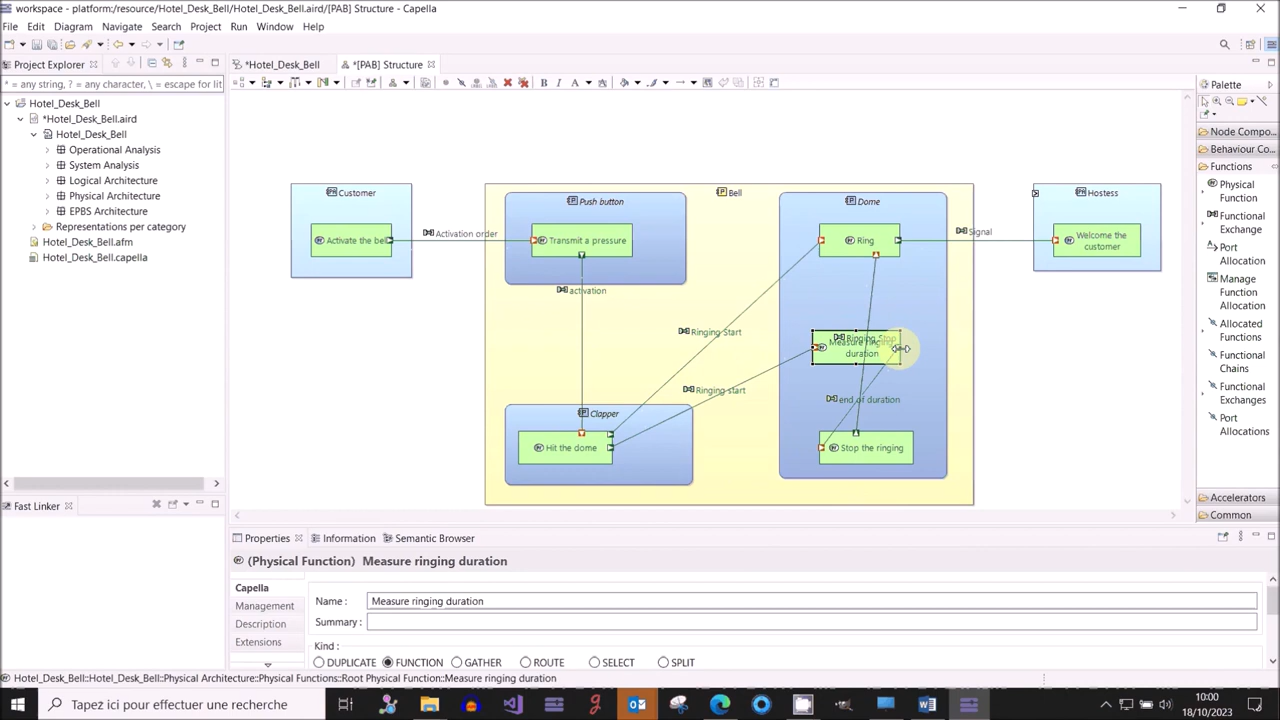 workspace - platform:/resource/Hotel_Desk_Bell/Hotel_Desk_Bell.aird/[PAB] Structure - Capella
File Edit Diagram Navigate Search Project Run Window Help
Project Explorer
* = any string, ? = any character, \ = escape for lit
Hotel_Desk_Bell
*Hotel_Desk_Bell.aird
Hotel_Desk_Bell
Operational Analysis
System Analysis
Logical Architecture
Physical Architecture
EPBS Architecture
Representations per category
Hotel_Desk_Bell.afm
Hotel_Desk_Bell.capella
Fast Linker
*Hotel_Desk_Bell
*[PAB] Structure
Customer
Activate the bell
Activation order
Bell
Push button
Transmit a pressure
activation
Ringing Start
Ringing start
Clapper
Hit the dome
Dome
Ring
Ringing Stop
Measure ringing
duration
end of duration
Stop the ringing
Signal
Hostess
Welcome the
customer
Palette
Node Compo...
Behaviour Co...
Functions
Physical
Function
Functional
Exchange
Port
Allocation
Manage
Function
Allocation
Allocated
Functions
Functional
Chains
Functional
Exchanges
Port
Allocations
Accelerators
Common
Properties
Information
Semantic Browser
(Physical Function) Measure ringing duration
Capella
Management
Description
Extensions
Name : Measure ringing duration
Summary :
Kind :
DUPLICATE FUNCTION GATHER ROUTE SELECT SPLIT
Hotel_Desk_Bell::Hotel_Desk_Bell::Physical Architecture::Physical Functions::Root Physical Function::Measure ringing duration
Tapez ici pour effectuer une recherche
10:00
18/10/2023